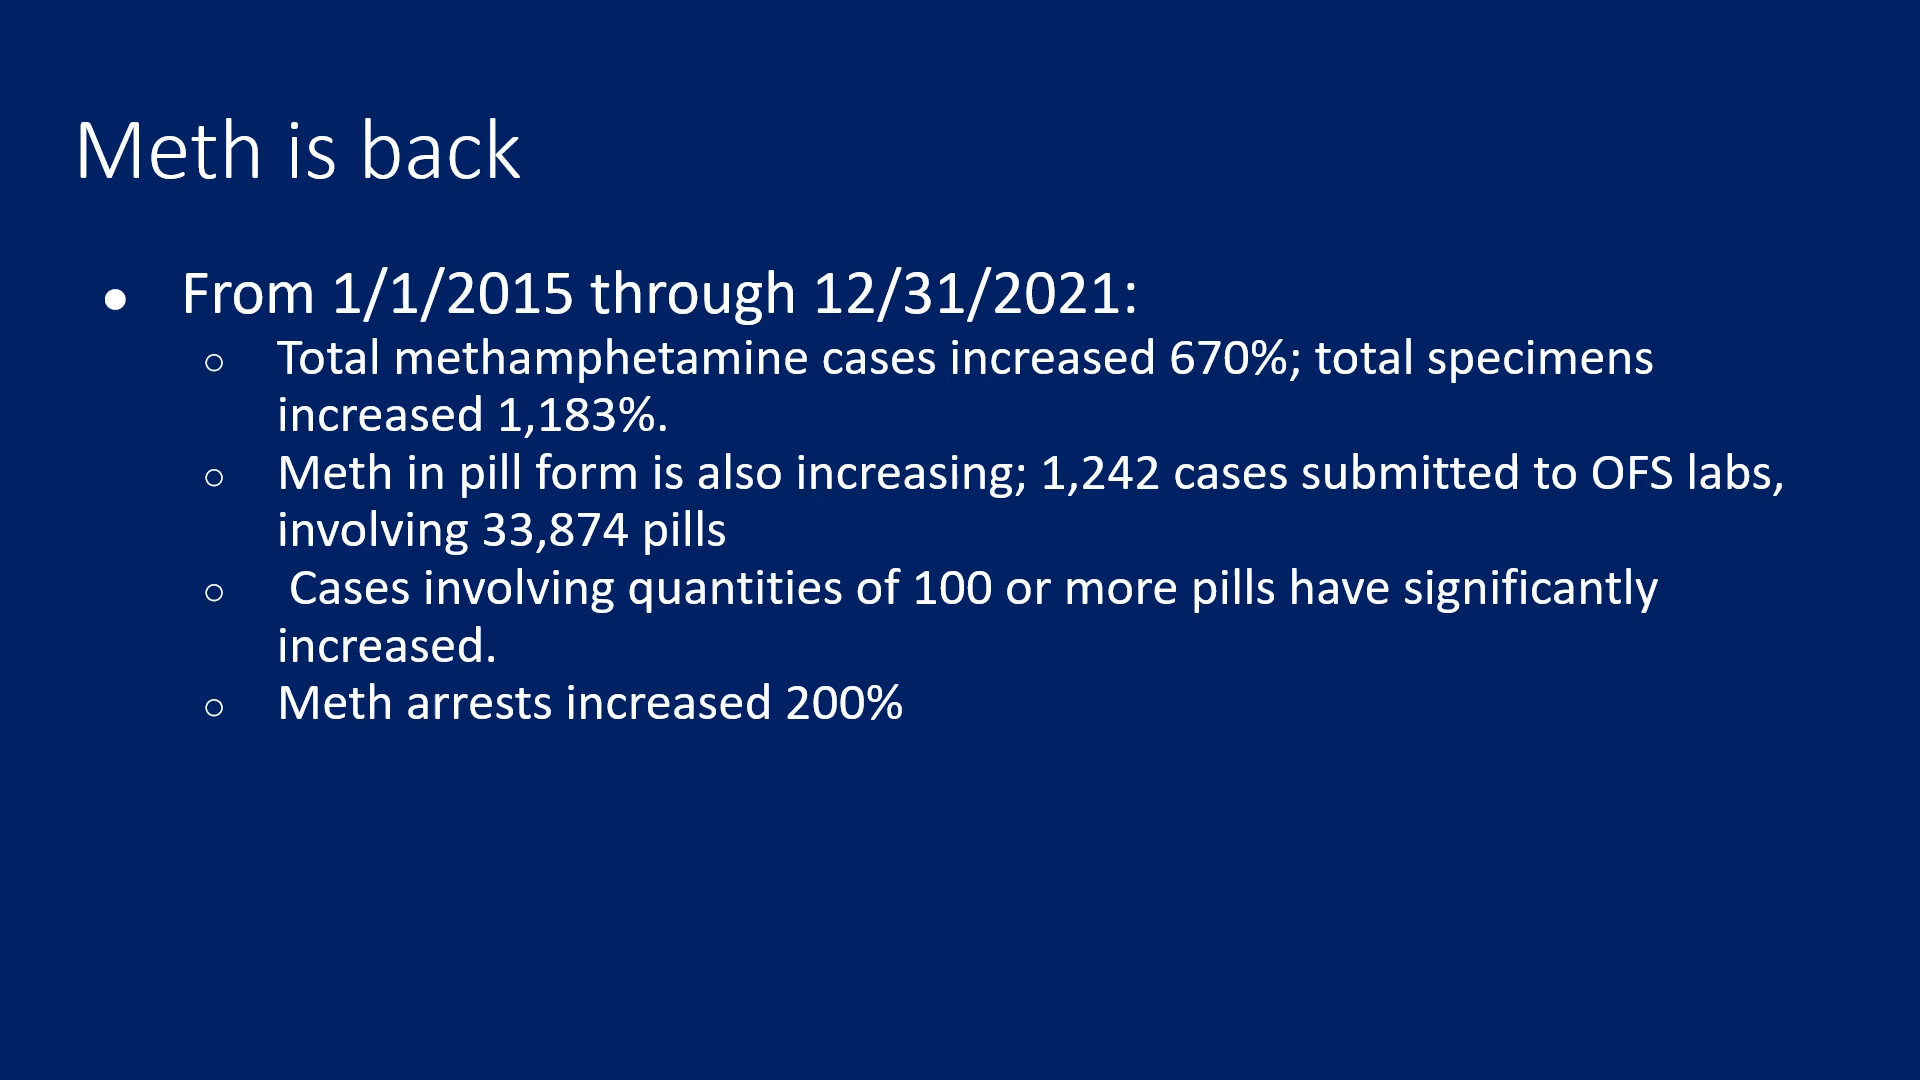 Meth is back
● From 1/1/2015 through 12/31/2021:
○ Total methamphetamine cases increased 670%; total specimens
increased 1,183%.
○ Meth in pill form is also increasing; 1,242 cases submitted to OFS labs,
involving 33,874 pills
○ Cases involving quantities of 100 or more pills have significantly
increased.
○ Meth arrests increased 200%